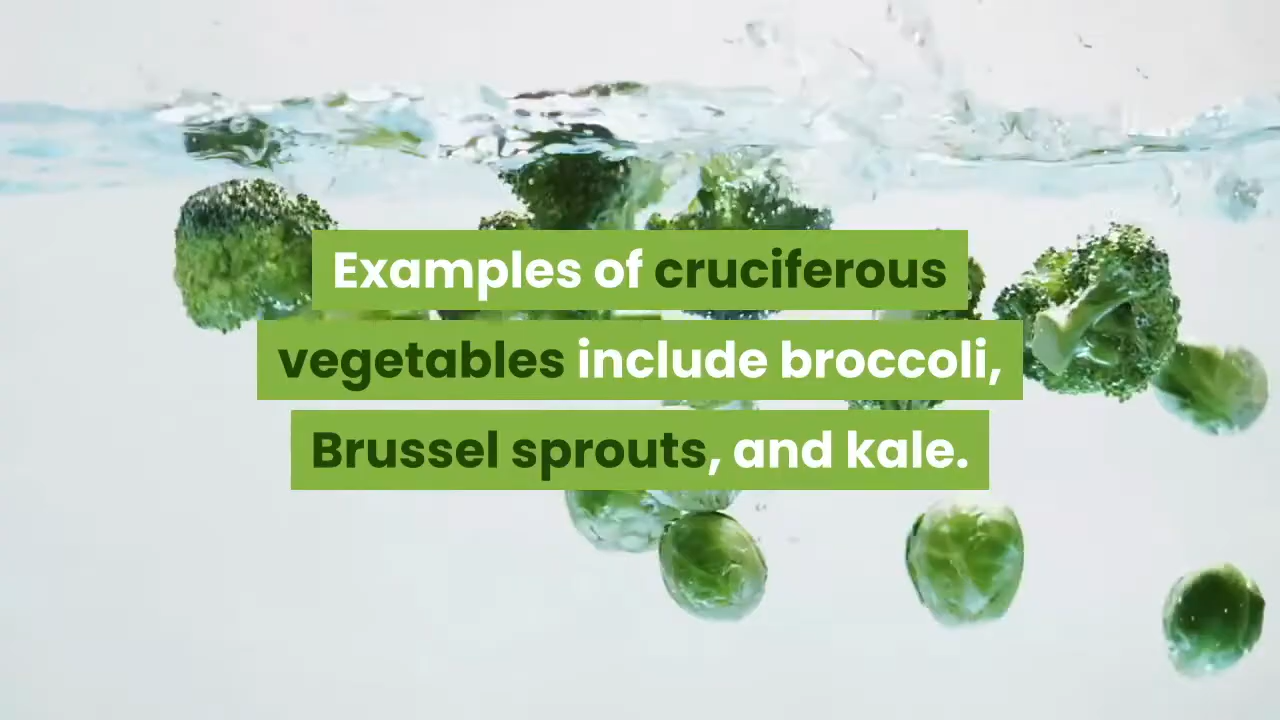 Examples of cruciferous
vegetables include broccoli,
Brussel sprouts, and kale.